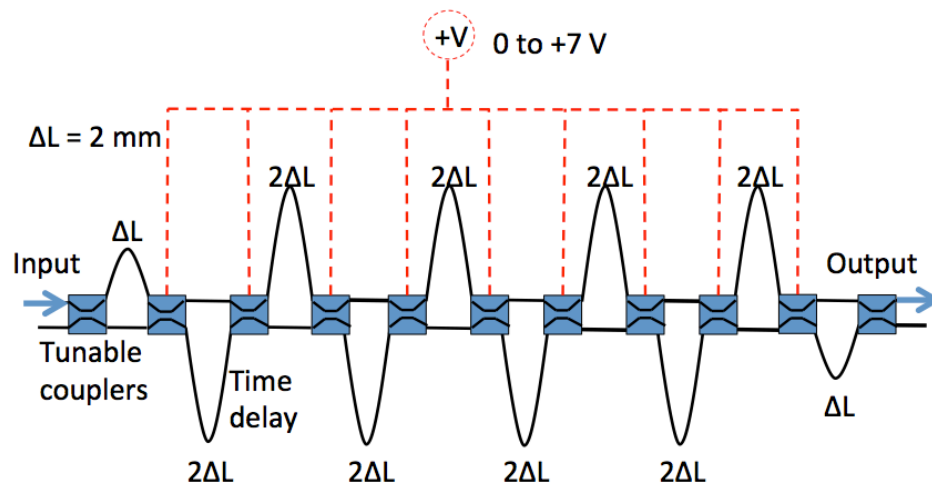 +V 0 to +7 V
ΔL = 2 mm
2ΔL 2ΔL 2ΔL 2ΔL
ΔL
Input Output
Tunable
couplers
Time
delay
ΔL
2ΔL 2ΔL 2ΔL 2ΔL